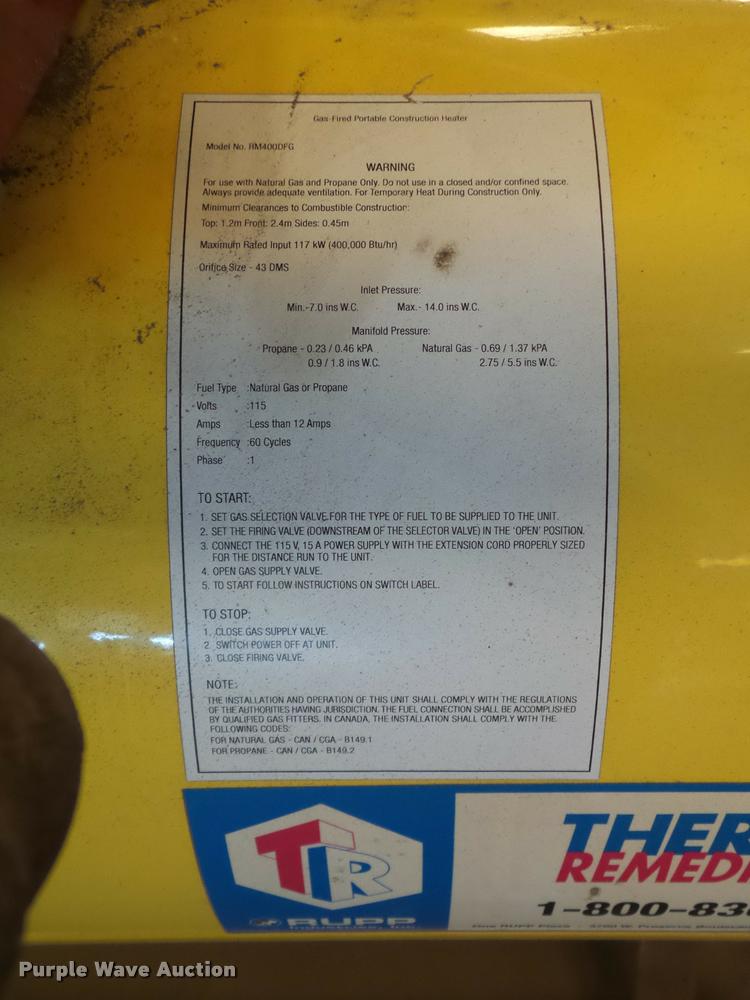 Gas-Fired Portable Construction Heater
Model No. RM400DFG
WARNING
For use with Natural Gas and Propane Only. Do not use in a closed and/or confined space.
Always provide adequate ventilation. For Temporary Heat During Construction Only.
Minimum Clearances to Combustible Construction:
Top: 1.2m Front: 2.4m Sides: 0.45m
Maximum Rated Input 117 kW (400,000 Btu/hr)
Orifice Size - 43 DMS
Inlet Pressure:
Min.-7.0 ins W.C. Max.- 14.0 ins W.C.
Manifold Pressure:
Propane - 0.23 / 0.46 kPA Natural Gas - 0.69 / 1.37 kPA
0.9 / 1.8 ins W.C. 2.75 / 5.5 ins W.C.
Fuel Type :Natural Gas or Propane
Volts :115
Amps :Less than 12 Amps
Frequency :60 Cycles
Phase :1
TO START:
1. SET GAS SELECTION VALVE FOR THE TYPE OF FUEL TO BE SUPPLIED TO THE UNIT.
2. SET THE FIRING VALVE (DOWNSTREAM OF THE SELECTOR VALVE) IN THE 'OPEN' POSITION.
3. CONNECT THE 115 V, 15 A POWER SUPPLY WITH THE EXTENSION CORD PROPERLY SIZED
FOR THE DISTANCE RUN TO THE UNIT.
4. OPEN GAS SUPPLY VALVE.
5. TO START FOLLOW INSTRUCTIONS ON SWITCH LABEL.
TO STOP:
1. CLOSE GAS SUPPLY VALVE.
2. SWITCH POWER OFF AT UNIT.
3. CLOSE FIRING VALVE.
NOTE:
THE INSTALLATION AND OPERATION OF THIS UNIT SHALL COMPLY WITH THE REGULATIONS
OF THE AUTHORITIES HAVING JURISDICTION. THE FUEL CONNECTION SHALL BE ACCOMPLISHED
BY QUALIFIED GAS FITTERS. IN CANADA, THE INSTALLATION SHALL COMPLY WITH THE
FOLLOWING CODES:
FOR NATURAL GAS - CAN / CGA - B149.1
FOR PROPANE - CAN / CGA - B149.2
TR
RUPP
Industries, Inc.
THER
REMEDI
1-800-83
Purple Wave Auction